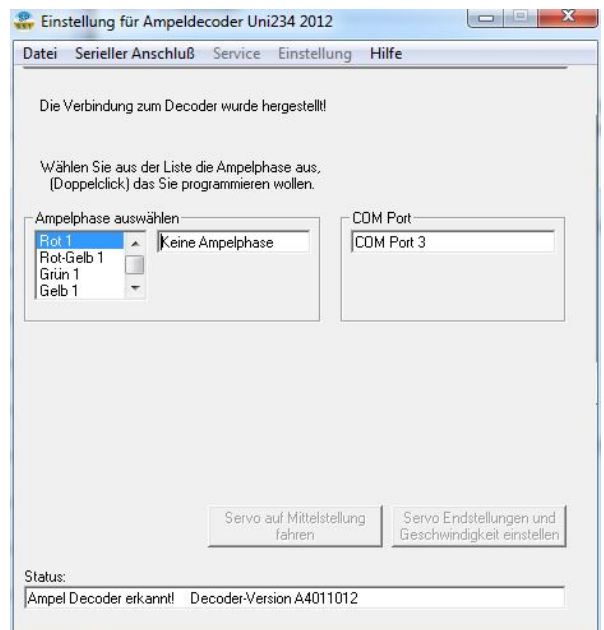 Einstellung für Ampeldecoder Uni234 2012
Datei Serieller Anschluß Service Einstellung Hilfe
Die Verbindung zum Decoder wurde hergestellt!
Wählen Sie aus der Liste die Ampelphase aus,
(Doppelclick) das Sie programmieren wollen.
Ampelphase auswählen
Rot 1
Rot-Gelb 1
Grün 1
Gelb 1
Keine Ampelphase
COM Port
COM Port 3
Servo auf Mittelstellung
fahren
Servo Endstellungen und
Geschwindigkeit einstellen
Status:
Ampel Decoder erkannt! Decoder-Version A4011012